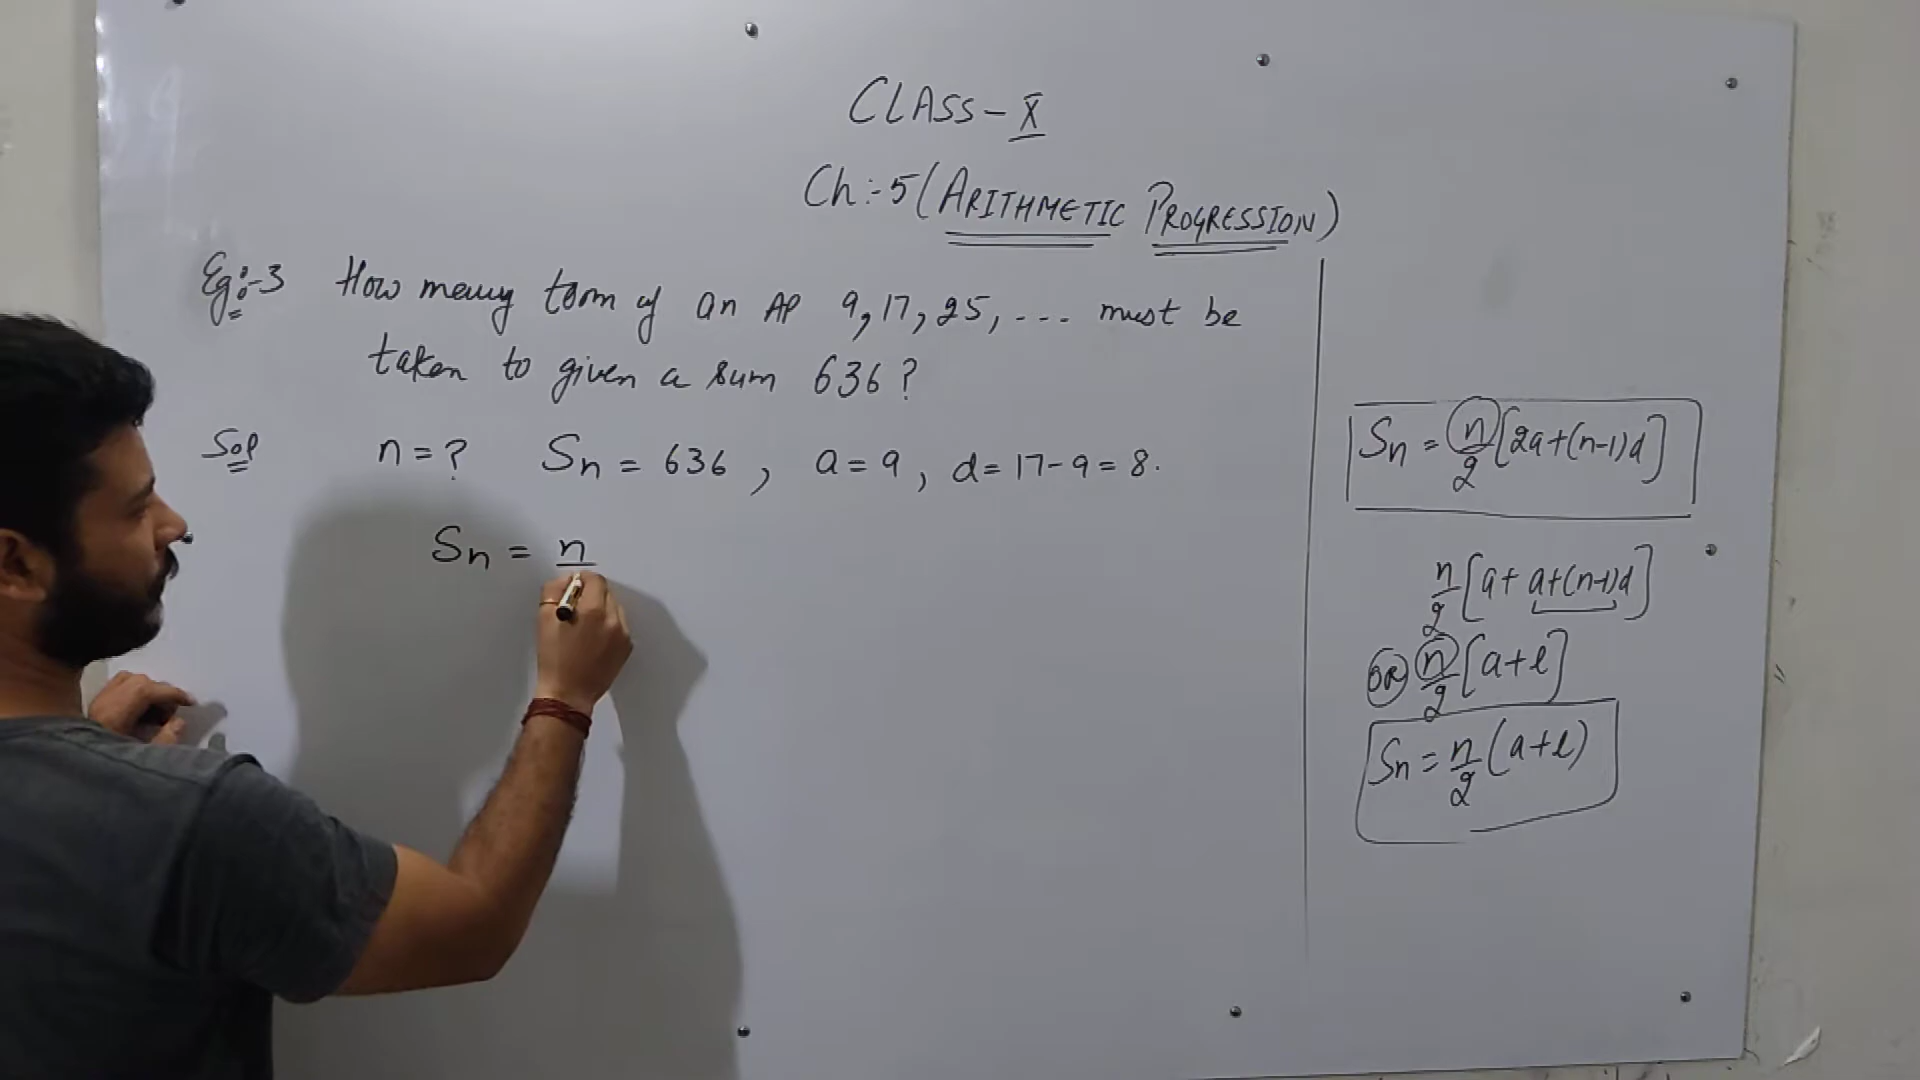 CLASS - X
Ch:- 5 (ARITHMETIC PROGRESSION)
Eg:-3 How many term of an AP 9, 17, 25, ... must be
taken to given a sum 636?
Sol n = ? Sn = 636, a = 9, d = 17 - 9 = 8.
Sn = n
Sn = n/2 [2a+(n-1)d]
n/2 [a + a+(n-1)d]
OR n/2 [a+l]
Sn = n/2 (a+l)